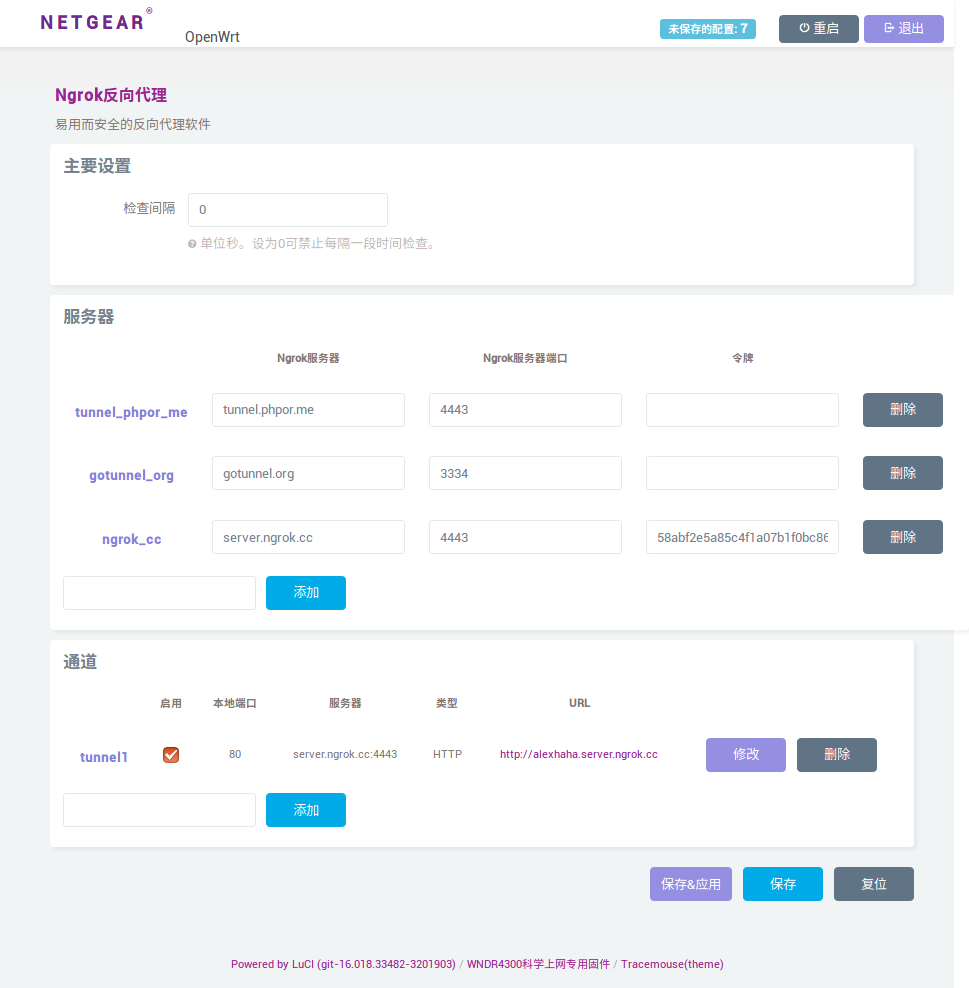 NETGEAR®
OpenWrt
未保存的配置: 7
重启
退出
Ngrok反向代理
易用而安全的反向代理软件
主要设置
检查间隔
0
单位秒。设为0可禁止每隔一段时间检查。
服务器
Ngrok服务器 Ngrok服务器端口 令牌
tunnel_phpor_me tunnel.phpor.me 4443 删除
gotunnel_org gotunnel.org 3334 删除
ngrok_cc server.ngrok.cc 4443 58abf2e5a85c4f1a07b1f0bc86 删除
添加
通道
启用 本地端口 服务器 类型 URL
tunnel1 80 server.ngrok.cc:4443 HTTP http://alexhaha.server.ngrok.cc 修改 删除
添加
保存&应用 保存 复位
Powered by LuCI (git-16.018.33482-3201903) / WNDR4300科学上网专用固件 / Tracemouse(theme)